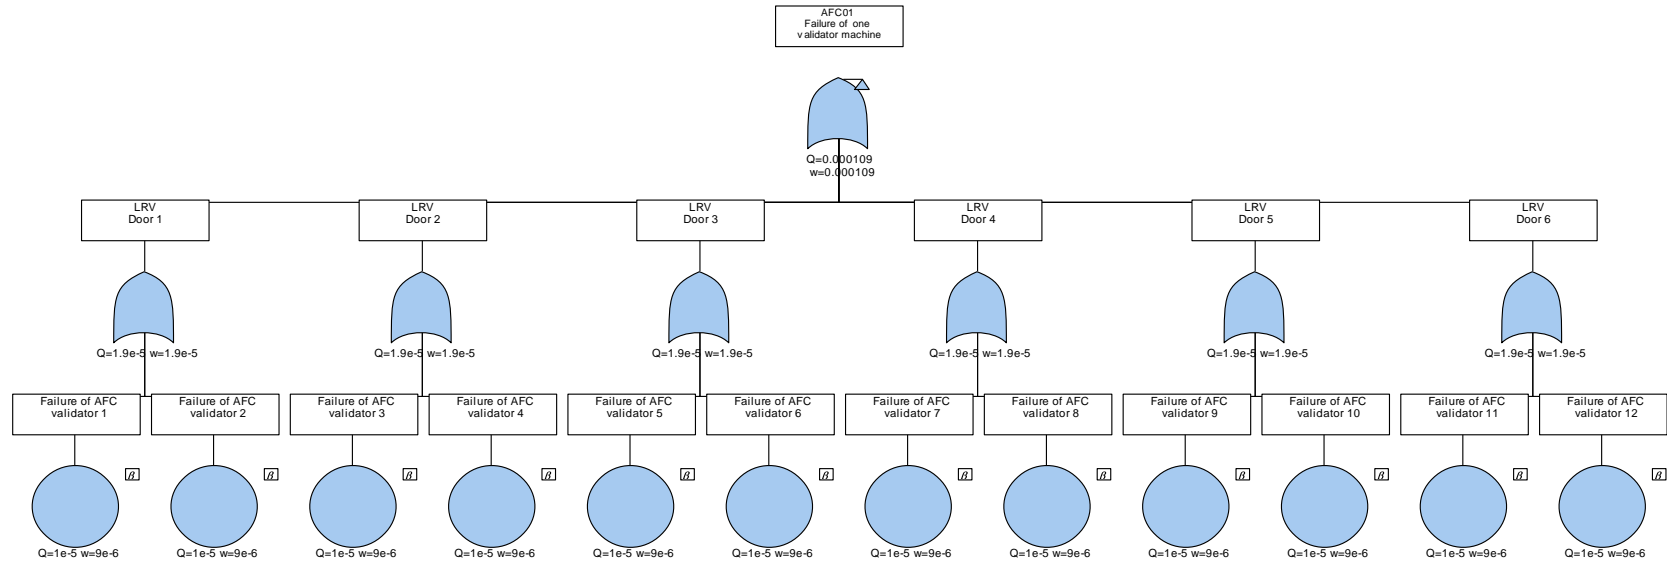 AFC01
Failure of one
validator machine
Q=0.000109
w=0.000109
LRV
Door 1
LRV
Door 2
LRV
Door 3
LRV
Door 4
LRV
Door 5
LRV
Door 6
Q=1.9e-5 w=1.9e-5
Q=1.9e-5 w=1.9e-5
Q=1.9e-5 w=1.9e-5
Q=1.9e-5 w=1.9e-5
Q=1.9e-5 w=1.9e-5
Q=1.9e-5 w=1.9e-5
Failure of AFC
validator 1
Failure of AFC
validator 2
Failure of AFC
validator 3
Failure of AFC
validator 4
Failure of AFC
validator 5
Failure of AFC
validator 6
Failure of AFC
validator 7
Failure of AFC
validator 8
Failure of AFC
validator 9
Failure of AFC
validator 10
Failure of AFC
validator 11
Failure of AFC
validator 12
β
β
β
β
β
β
β
β
β
β
β
β
Q=1e-5 w=9e-6
Q=1e-5 w=9e-6
Q=1e-5 w=9e-6
Q=1e-5 w=9e-6
Q=1e-5 w=9e-6
Q=1e-5 w=9e-6
Q=1e-5 w=9e-6
Q=1e-5 w=9e-6
Q=1e-5 w=9e-6
Q=1e-5 w=9e-6
Q=1e-5 w=9e-6
Q=1e-5 w=9e-6